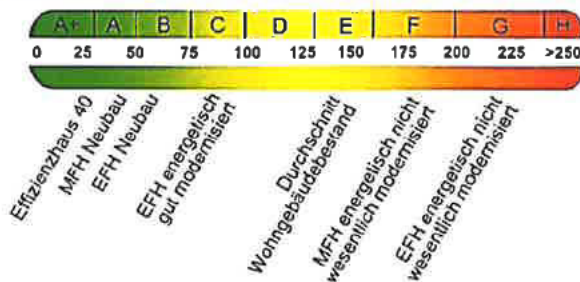 A+ A B C D E F G H
0 25 50 75 100 125 150 175 200 225 >250
Effizienzhaus 40
MFH Neubau
EFH Neubau
EFH energetisch
gut modernisiert
Durchschnitt
Wohngebäudebestand
MFH energetisch nicht
wesentlich modernisiert
EFH energetisch nicht
wesentlich modernisiert